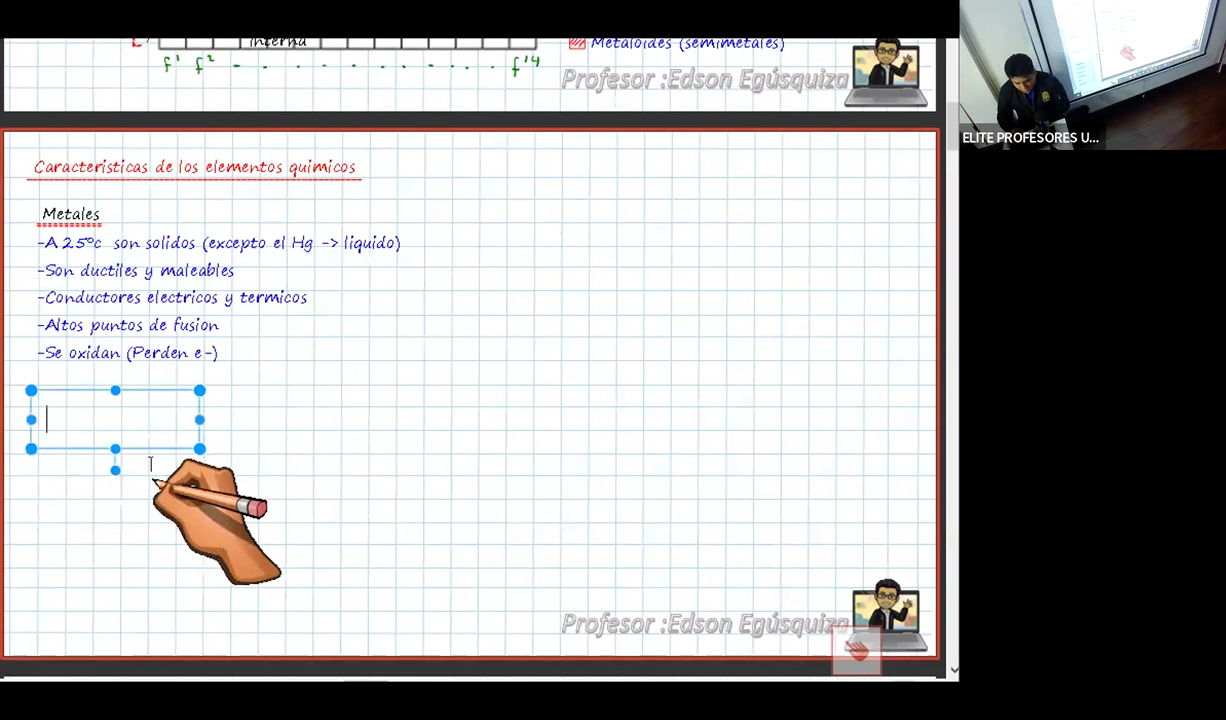 interna
f¹ f² - . . . . . . . . f¹⁴
Metaloides (semimetales)
Profesor :Edson Egúsquiza
ELITE PROFESORES U...
Caracteristicas de los elementos quimicos
Metales
-A 25°c son solidos (excepto el Hg -> liquido)
-Son ductiles y maleables
-Conductores electricos y termicos
-Altos puntos de fusion
-Se oxidan (Perden e-)
Profesor :Edson Egúsquiza